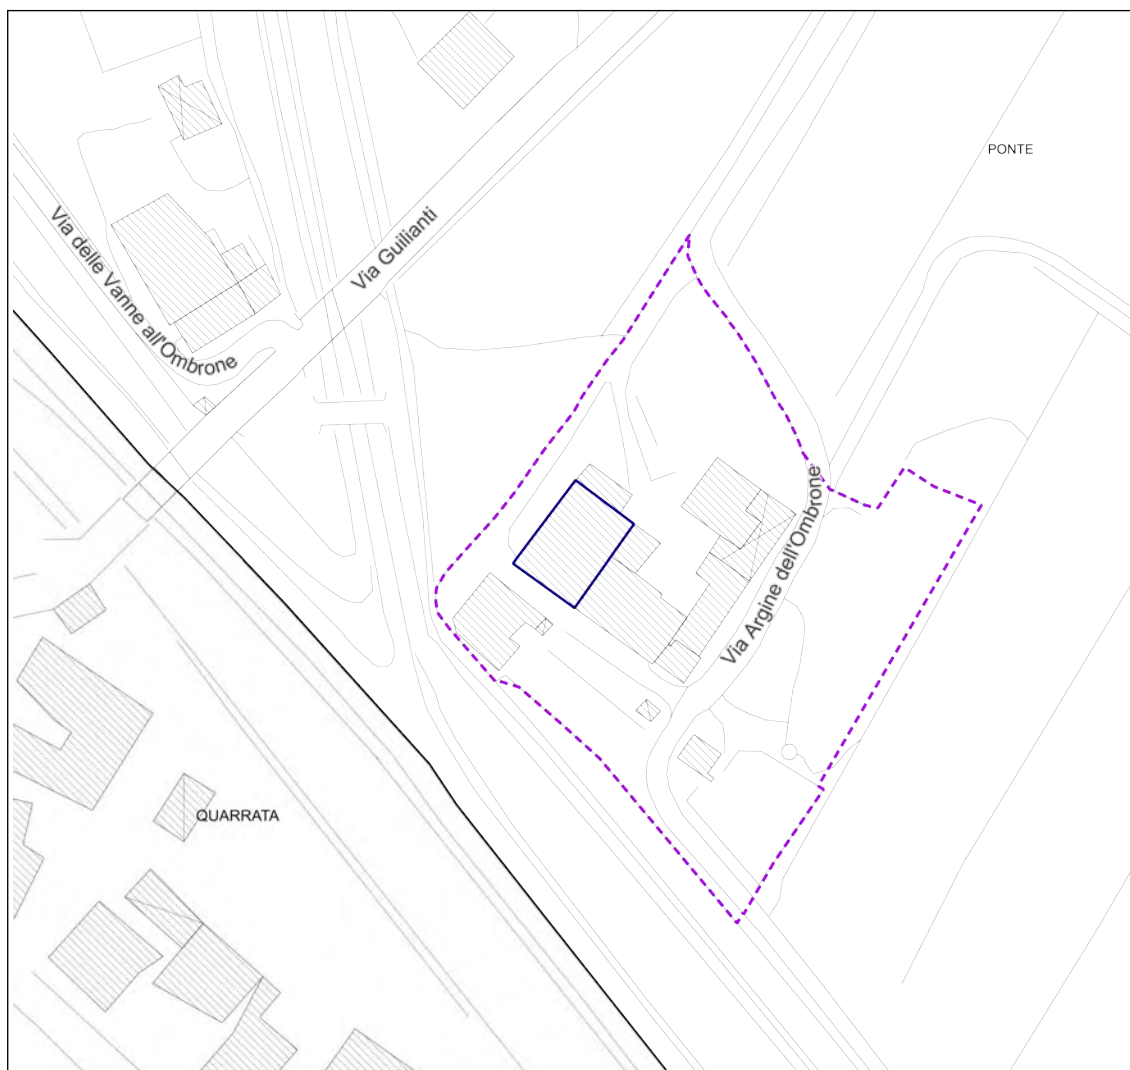 PONTE
Via Guilianti
Via delle Vanne all'Ombrone
Via Argine dell'Ombrone
QUARRATA